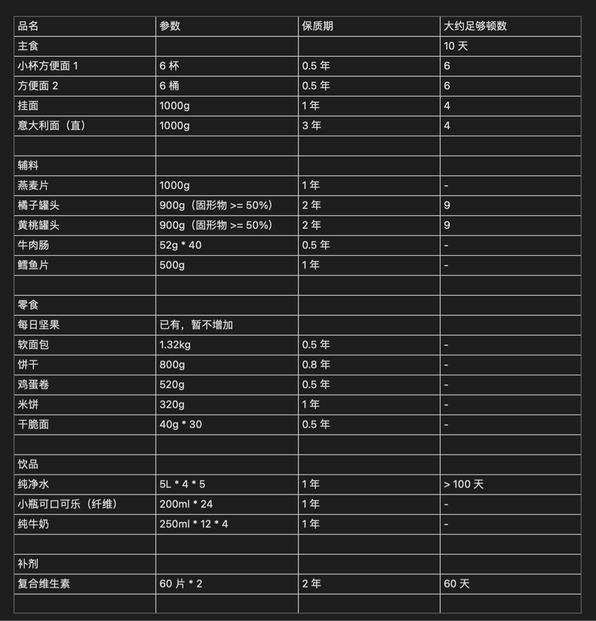 品名 参数 保质期 大约足够顿数
主食 10 天
小杯方便面 1 6 杯 0.5 年 6
方便面 2 6 桶 0.5 年 6
挂面 1000g 1 年 4
意大利面（直） 1000g 3 年 4
辅料
燕麦片 1000g 1 年 -
橘子罐头 900g（固形物 >= 50%） 2 年 9
黄桃罐头 900g（固形物 >= 50%） 2 年 9
牛肉肠 52g * 40 0.5 年 -
鳕鱼片 500g 1 年 -
零食
每日坚果 已有，暂不增加
软面包 1.32kg 0.5 年 -
饼干 800g 0.8 年 -
鸡蛋卷 520g 0.5 年 -
米饼 320g 1 年 -
干脆面 40g * 30 0.5 年 -
饮品
纯净水 5L * 4 * 5 1 年 > 100 天
小瓶可口可乐（纤维） 200ml * 24 1 年 -
纯牛奶 250ml * 12 * 4 1 年 -
补剂
复合维生素 60 片 * 2 2 年 60 天